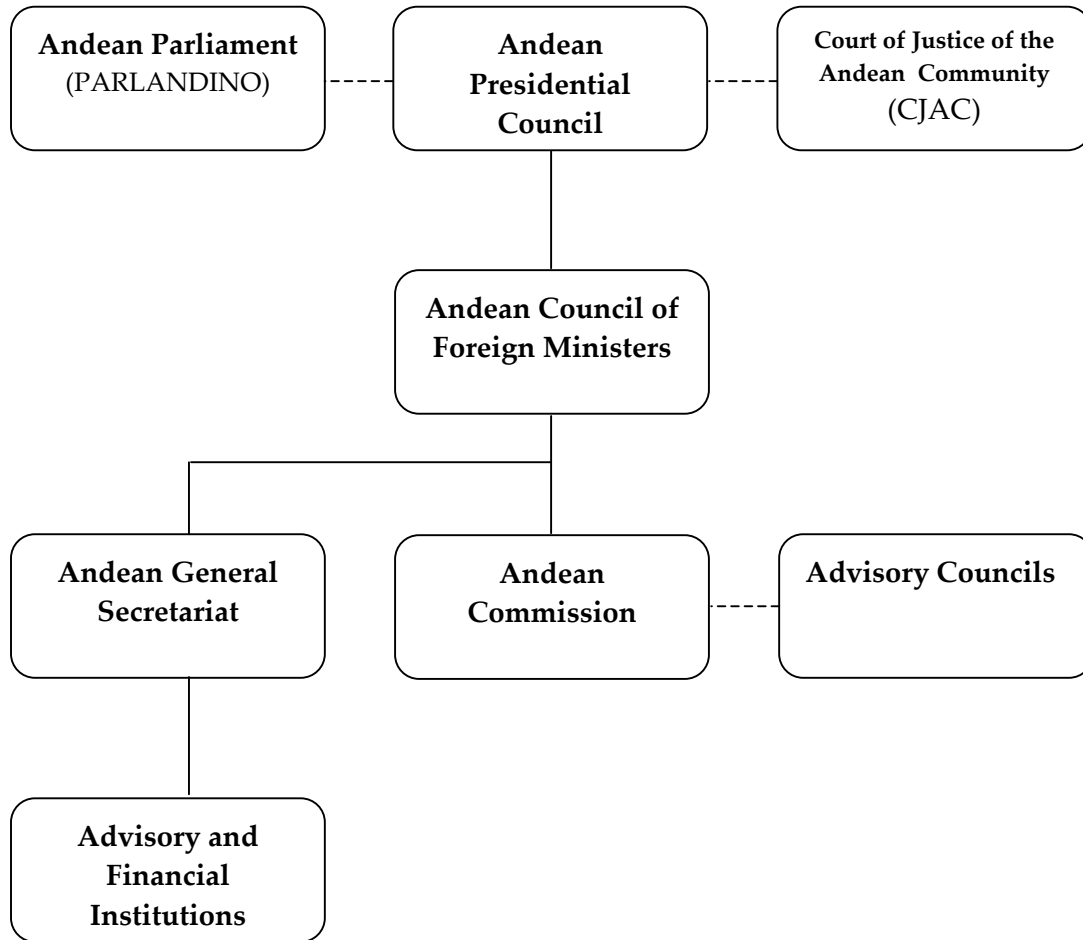 Andean Parliament
(PARLANDINO)
Andean
Presidential
Council
Court of Justice of the
Andean Community
(CJAC)
Andean Council of
Foreign Ministers
Andean General
Secretariat
Andean
Commission
Advisory Councils
Advisory and
Financial
Institutions